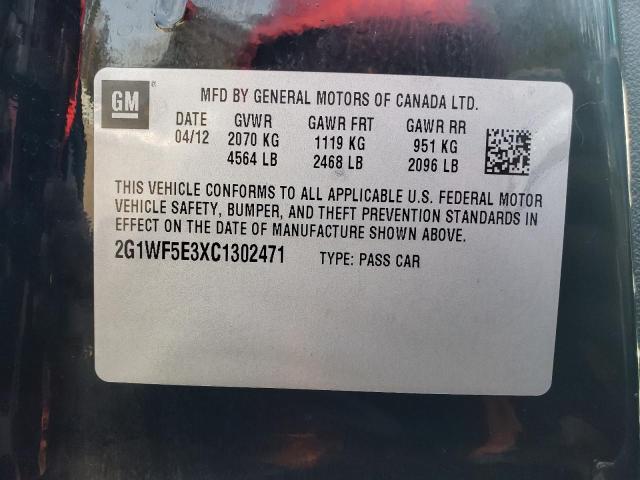 GM ®
MFD BY GENERAL MOTORS OF CANADA LTD.
DATE GVWR GAWR FRT GAWR RR
04/12 2070 KG 1119 KG 951 KG
4564 LB 2468 LB 2096 LB
THIS VEHICLE CONFORMS TO ALL APPLICABLE U.S. FEDERAL MOTOR
VEHICLE SAFETY, BUMPER, AND THEFT PREVENTION STANDARDS IN
EFFECT ON THE DATE OF MANUFACTURE SHOWN ABOVE.
2G1WF5E3XC1302471 TYPE: PASS CAR